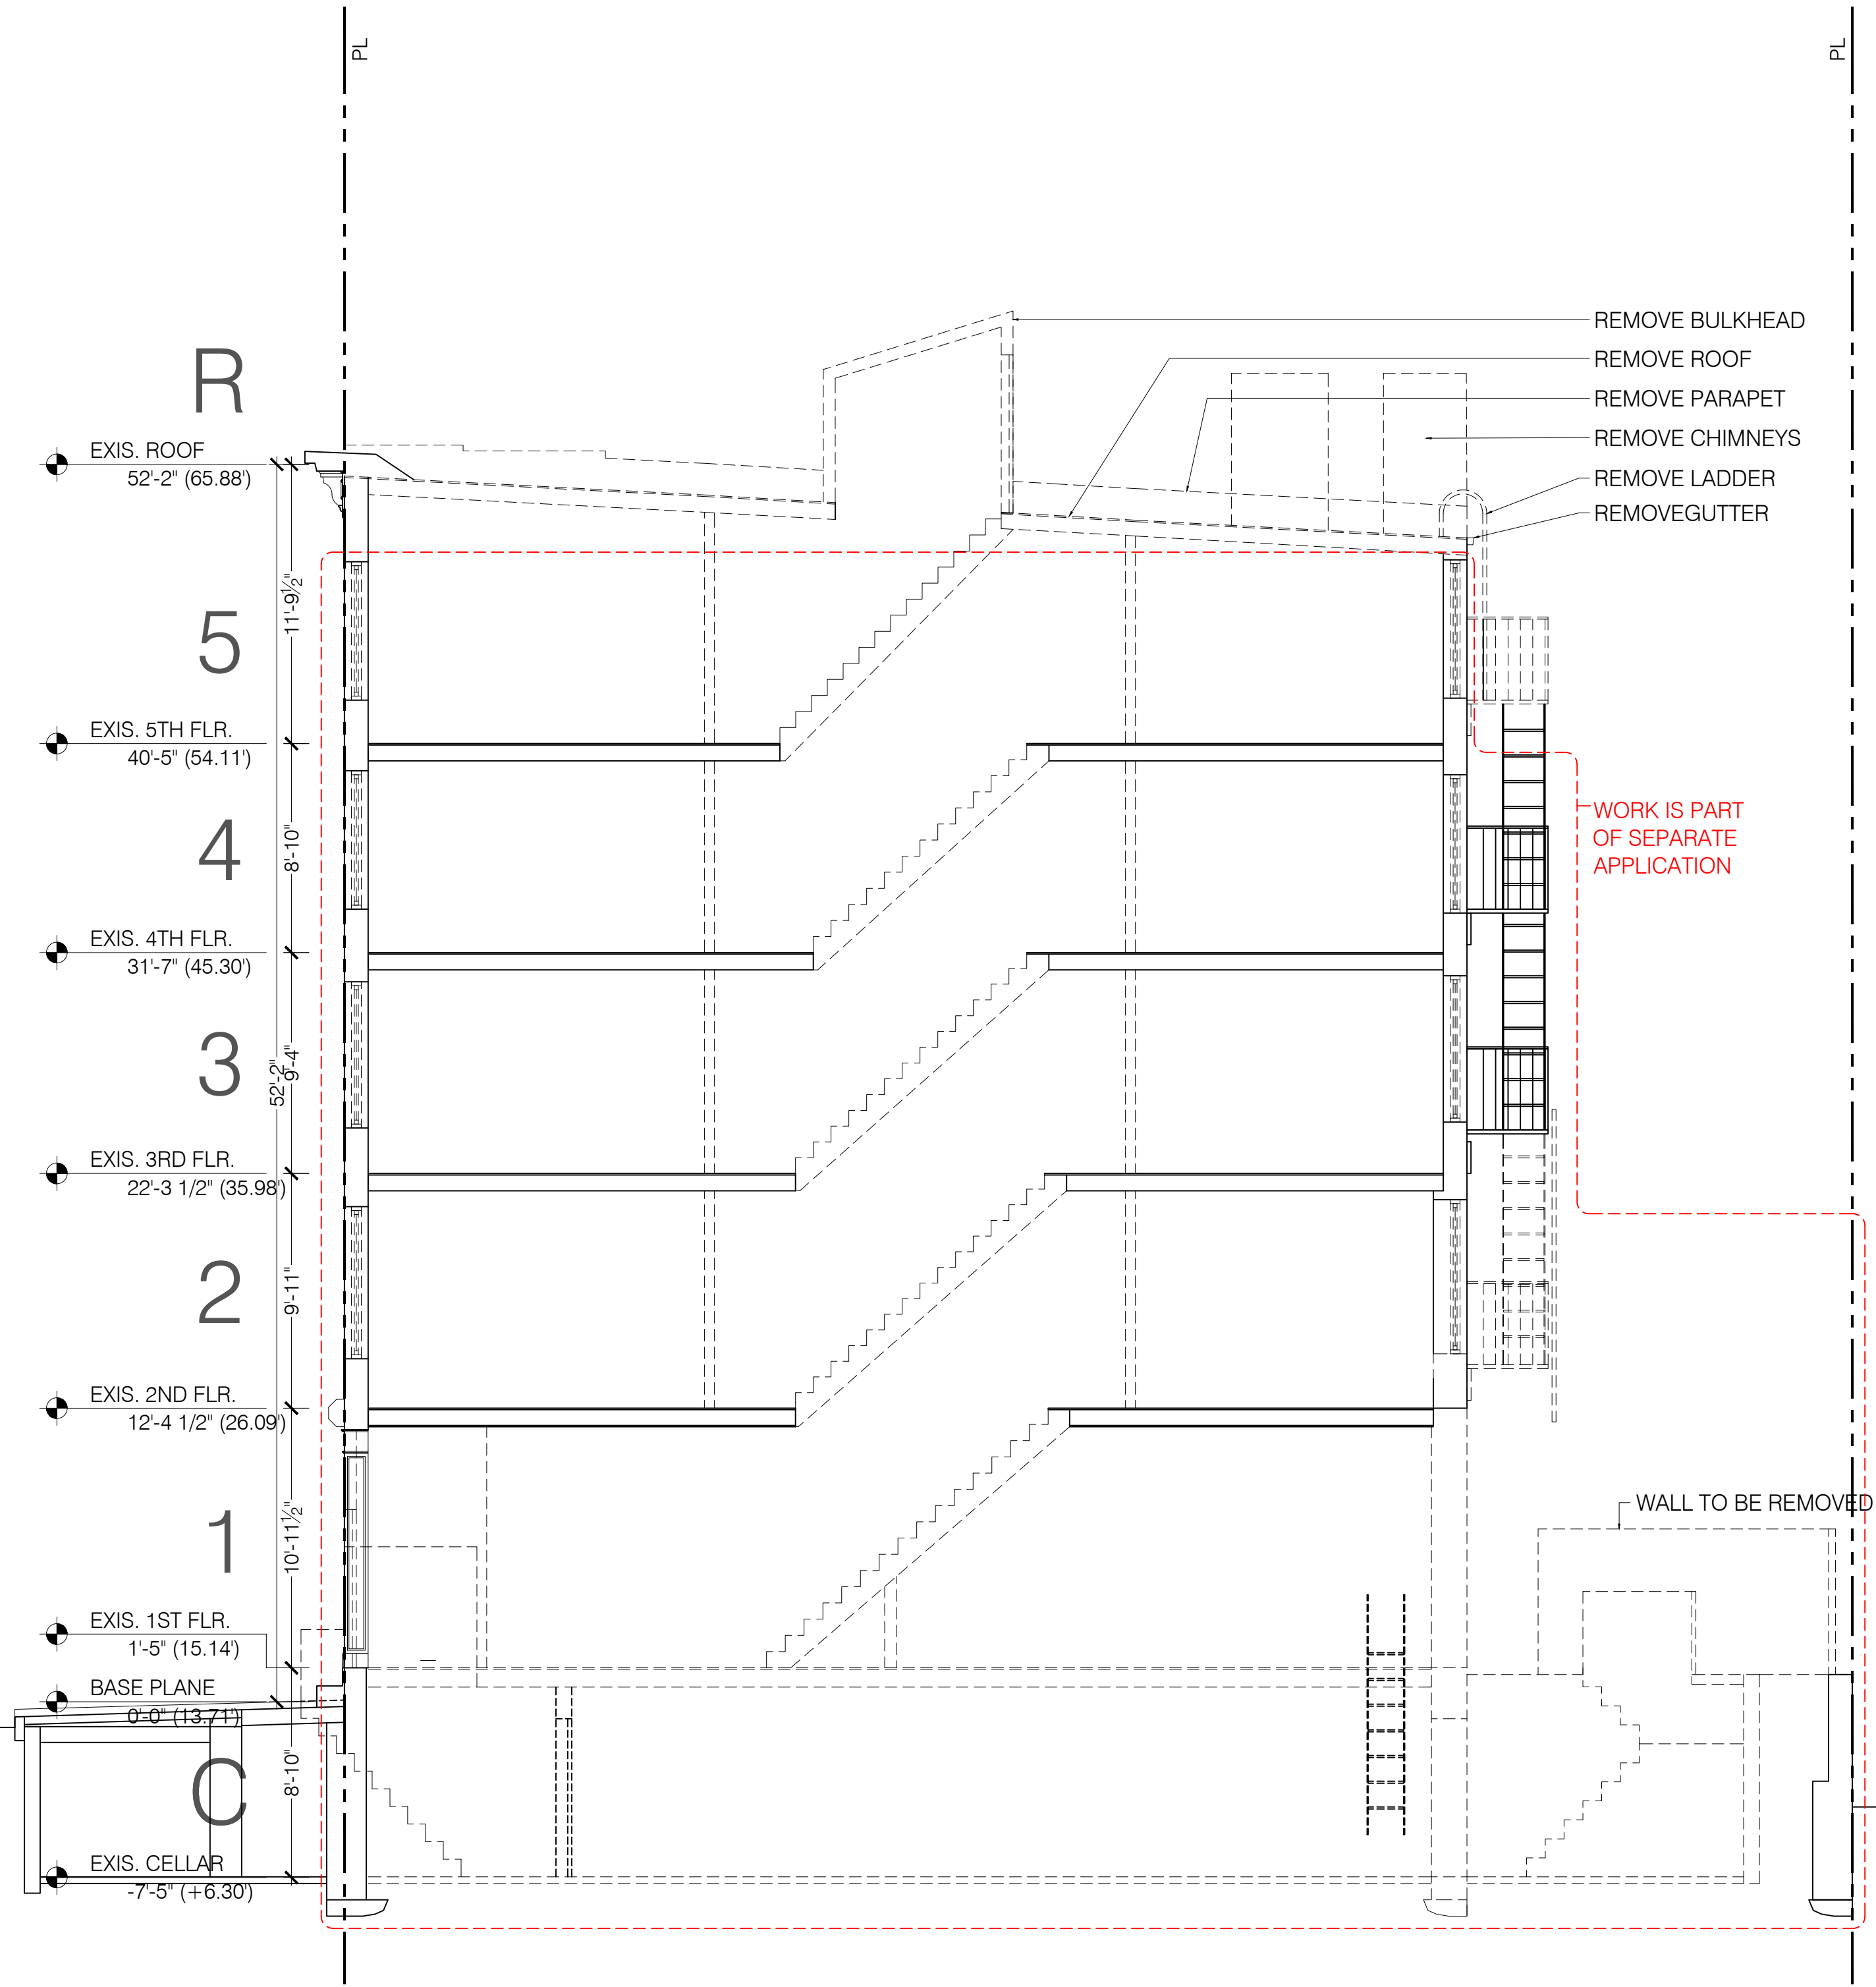 PL
PL
REMOVE BULKHEAD
REMOVE ROOF
REMOVE PARAPET
REMOVE CHIMNEYS
REMOVE LADDER
REMOVEGUTTER
R
EXIS. ROOF
52'-2" (65.88')
11'-9½"
5
EXIS. 5TH FLR.
40'-5" (54.11')
WORK IS PART
OF SEPARATE
APPLICATION
4
8'-10"
EXIS. 4TH FLR.
31'-7" (45.30')
3
52'-2"
9'-4"
EXIS. 3RD FLR.
22'-3 1/2" (35.98')
2
9'-11"
EXIS. 2ND FLR.
12'-4 1/2" (26.09')
WALL TO BE REMOVED
1
10'-11½"
EXIS. 1ST FLR.
1'-5" (15.14')
BASE PLANE
0'-0" (13.71')
C
8'-10"
EXIS. CELLAR
-7'-5" (+6.30')